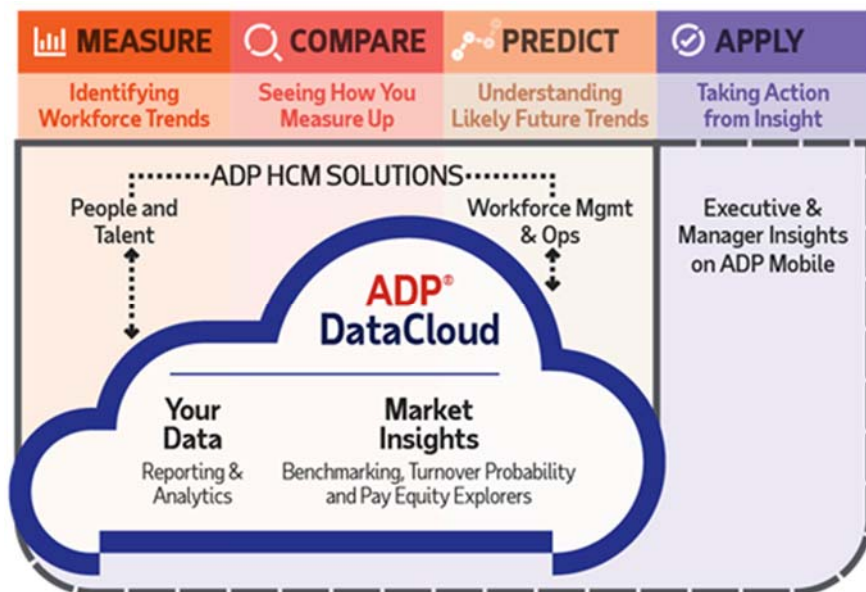 MEASURE
COMPARE
PREDICT
APPLY
Identifying
Workforce Trends
Seeing How You
Measure Up
Understanding
Likely Future Trends
Taking Action
from Insight
ADP HCM SOLUTIONS
People and
Talent
Workforce Mgmt
& Ops
Executive &
Manager Insights
on ADP Mobile
ADP®
DataCloud
Your
Data
Reporting &
Analytics
Market
Insights
Benchmarking, Turnover Probability
and Pay Equity Explorers